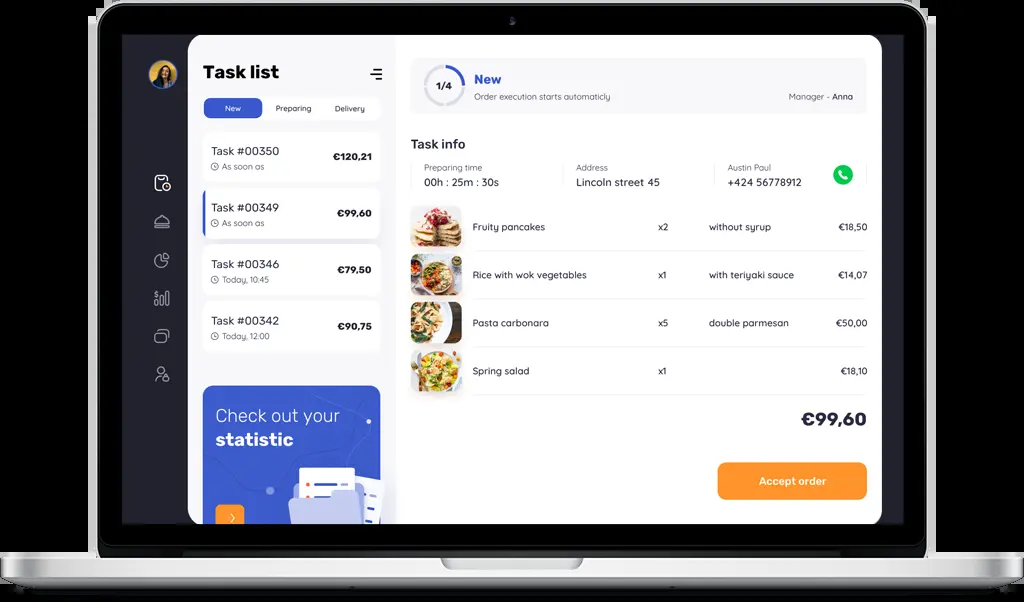 Task list
New Preparing Delivery
Task #00350 €120,21
As soon as
Task #00349 €99,60
As soon as
Task #00346 €79,50
Today, 10:45
Task #00342 €90,75
Today, 12:00
Check out your
statistic
1/4
New
Order execution starts automaticly
Manager - Anna
Task info
Preparing time Address Austin Paul
00h : 25m : 30s Lincoln street 45 +424 56778912
Fruity pancakes x2 without syrup €18,50
Rice with wok vegetables x1 with teriyaki sauce €14,07
Pasta carbonara x5 double parmesan €50,00
Spring salad x1 €18,10
€99,60
Accept order